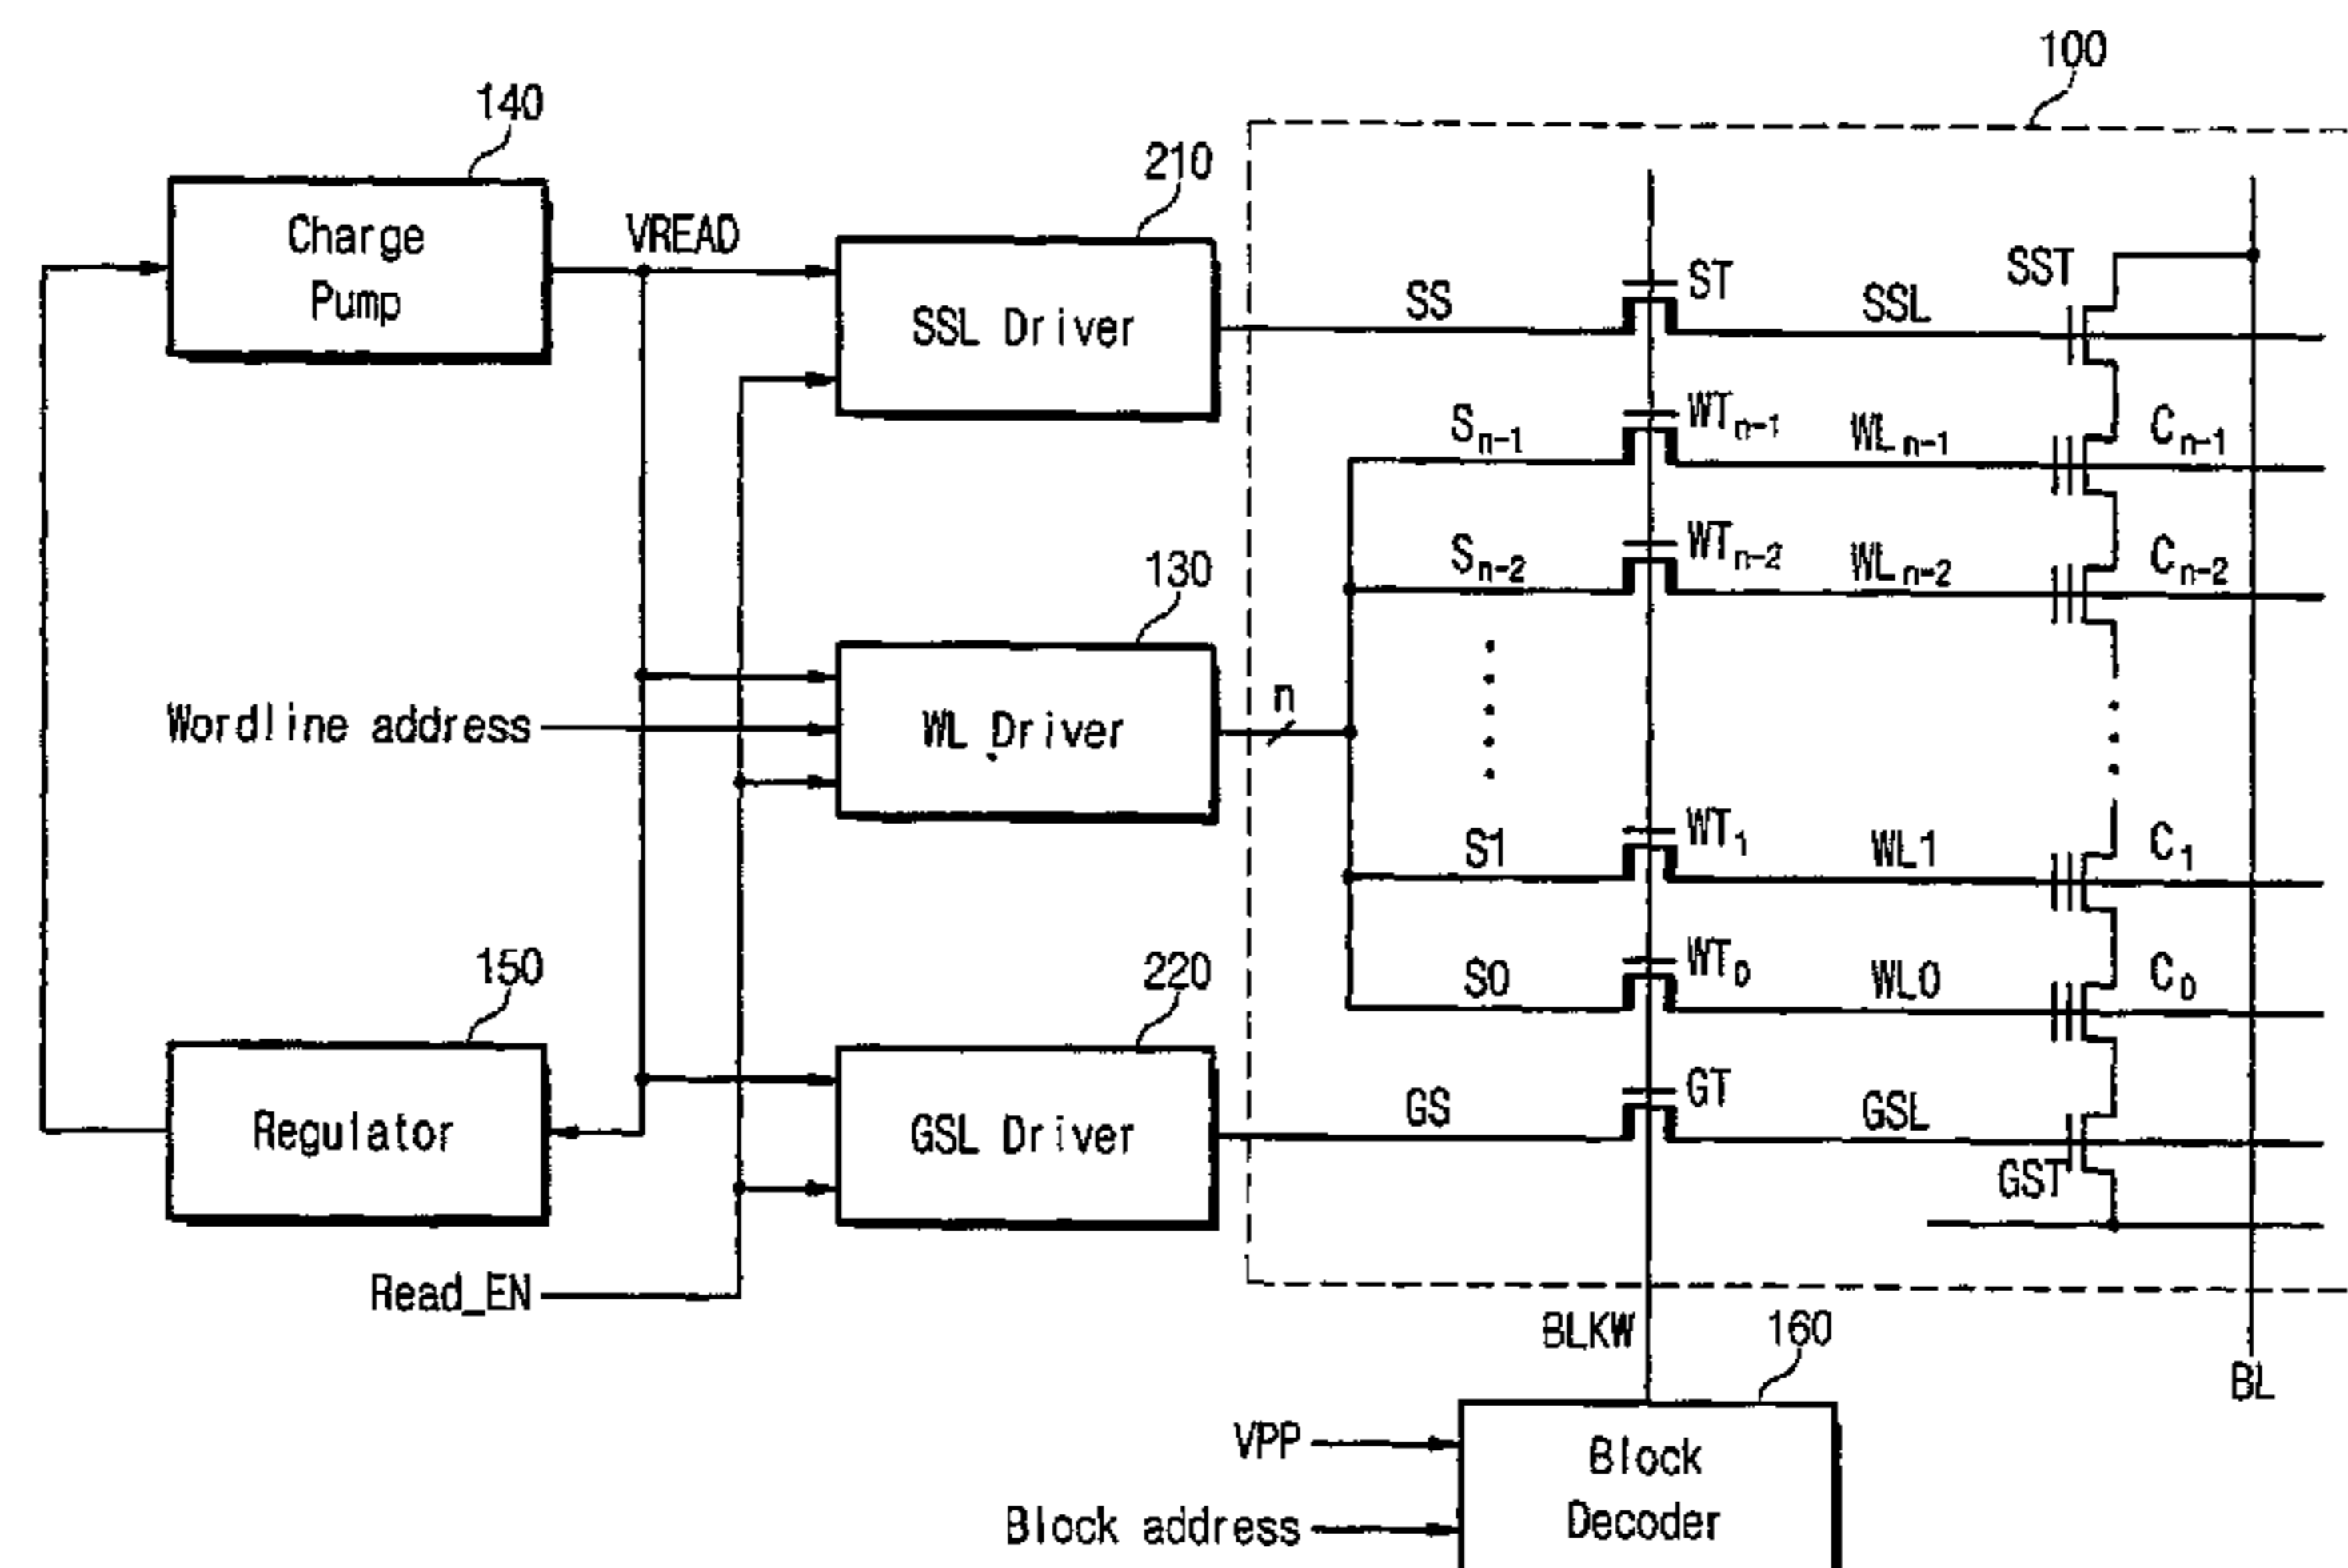 100
140
210
Charge
Pump
VREAD
SSL Driver
SS
ST
SSL
SST
Sn-1
WTn-1
WLn-1
Cn-1
Sn-2
WTn-2
WLn-2
Cn-2
130
Wordline address
WL Driver
n
S1
WT1
WL1
C1
150
220
S0
WT0
WL0
C0
Regulator
GSL Driver
GS
GT
GSL
GST
Read_EN
BLKW
160
BL
VPP
Block address
Block
Decoder